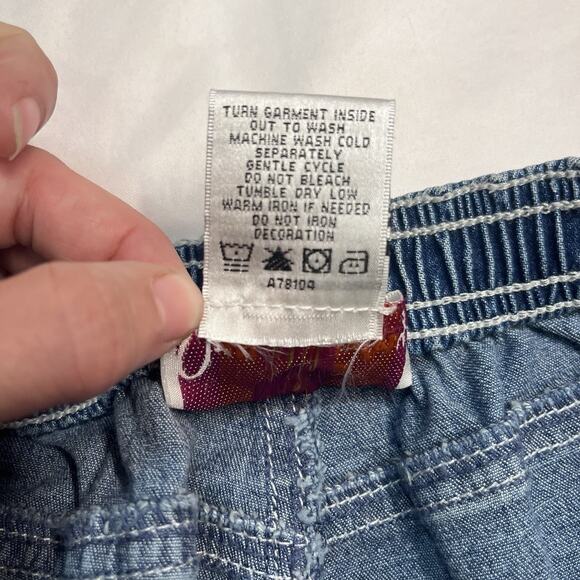 TURN GARMENT INSIDE
OUT TO WASH
MACHINE WASH COLD
SEPARATELY
GENTLE CYCLE
DO NOT BLEACH
TUMBLE DRY LOW
WARM IRON IF NEEDED
DO NOT IRON
DECORATION
A78104